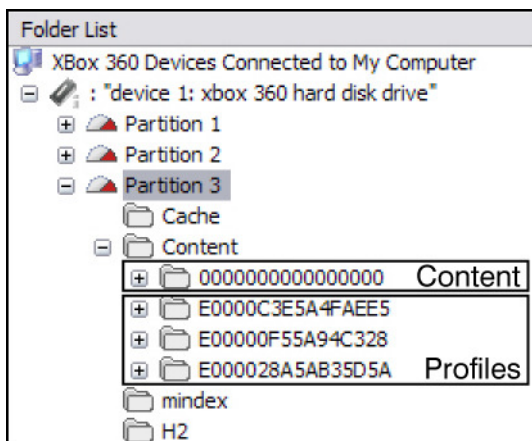 Folder List
XBox 360 Devices Connected to My Computer
: "device 1: xbox 360 hard disk drive"
Partition 1
Partition 2
Partition 3
Cache
Content
0000000000000000 Content
E0000C3E5A4FAEE5
E00000F55A94C328
E000028A5AB35D5A Profiles
mindex
H2